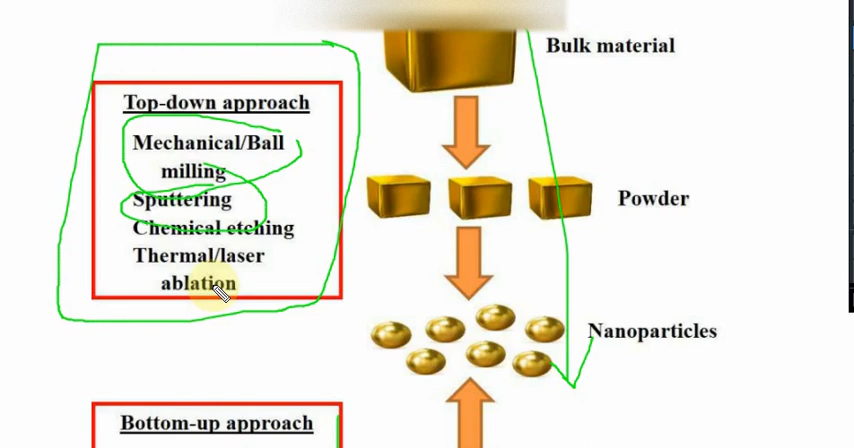 Bulk material
Top-down approach
Mechanical/Ball
milling
Sputtering
Chemical etching
Thermal/laser
ablation
Powder
Nanoparticles
Bottom-up approach